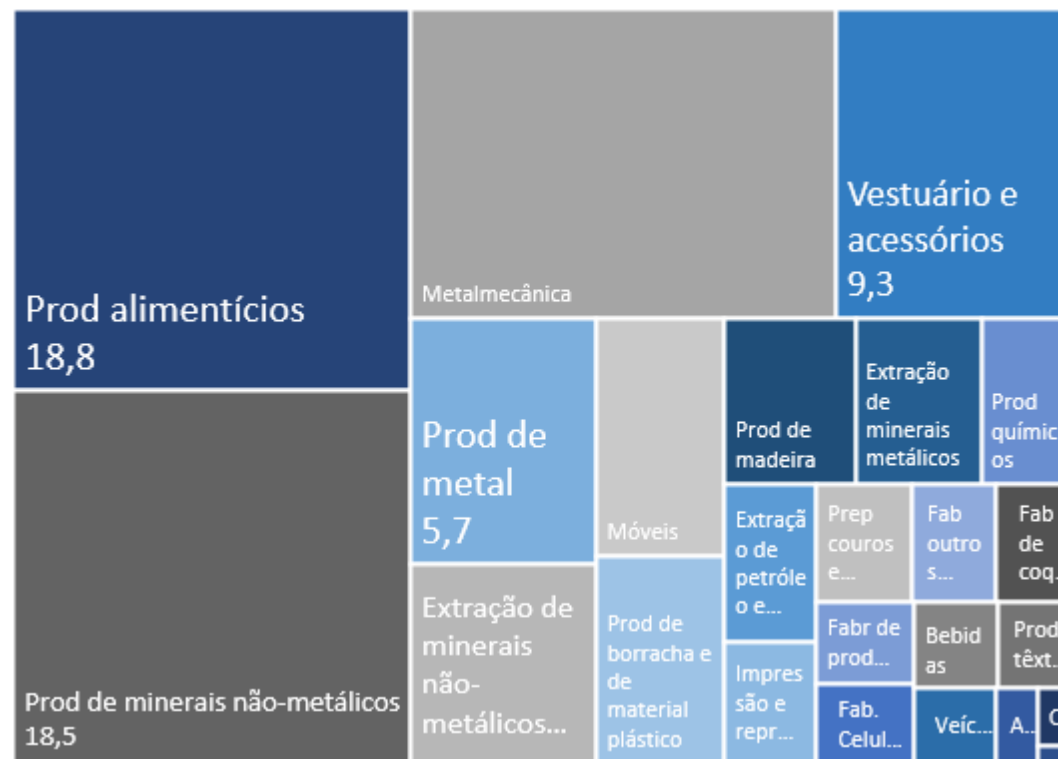 Prod alimentícios
18,8
Prod de minerais não-metálicos
18,5
Metalmecânica
Vestuário e
acessórios
9,3
Prod de
metal
5,7
Extração de
minerais
não-
metálicos...
Móveis
Prod de
borracha e
de
material
plástico
Prod de
madeira
Extração
de
minerais
metálicos
Prod
químic
os
Extraçã
o de
petróle
o e...
Impres
são e
repr...
Prep
couros
e...
Fab
outro
s...
Fab
de
coq.
Fabr de
prod...
Bebid
as
Prod
têxt.
Fab.
Celul...
Veíc...
A..
C